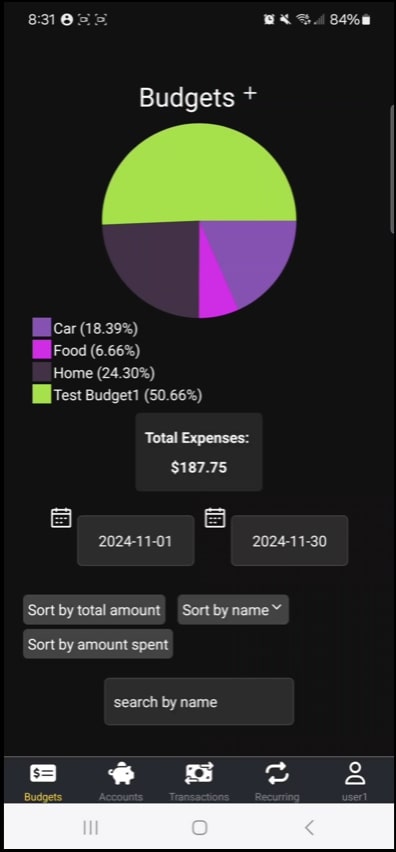 8:31 84%
Budgets +
Car (18.39%)
Food (6.66%)
Home (24.30%)
Test Budget1 (50.66%)
Total Expenses:
$187.75
2024-11-01 2024-11-30
Sort by total amount Sort by name
Sort by amount spent
search by name
Budgets Accounts Transactions Recurring user1